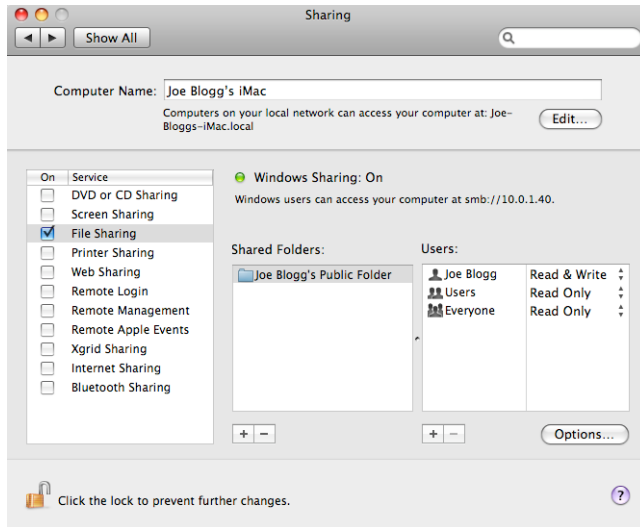 Sharing
Show All
Computer Name: Joe Blogg's iMac
Computers on your local network can access your computer at: Joe-
Bloggs-iMac.local
Edit...
On Service
DVD or CD Sharing
Screen Sharing
File Sharing
Printer Sharing
Web Sharing
Remote Login
Remote Management
Remote Apple Events
Xgrid Sharing
Internet Sharing
Bluetooth Sharing
Windows Sharing: On
Windows users can access your computer at smb://10.0.1.40.
Shared Folders:
Joe Blogg's Public Folder
Users:
Joe Blogg Read & Write
Users Read Only
Everyone Read Only
+ −
+ −
Options...
Click the lock to prevent further changes.
?